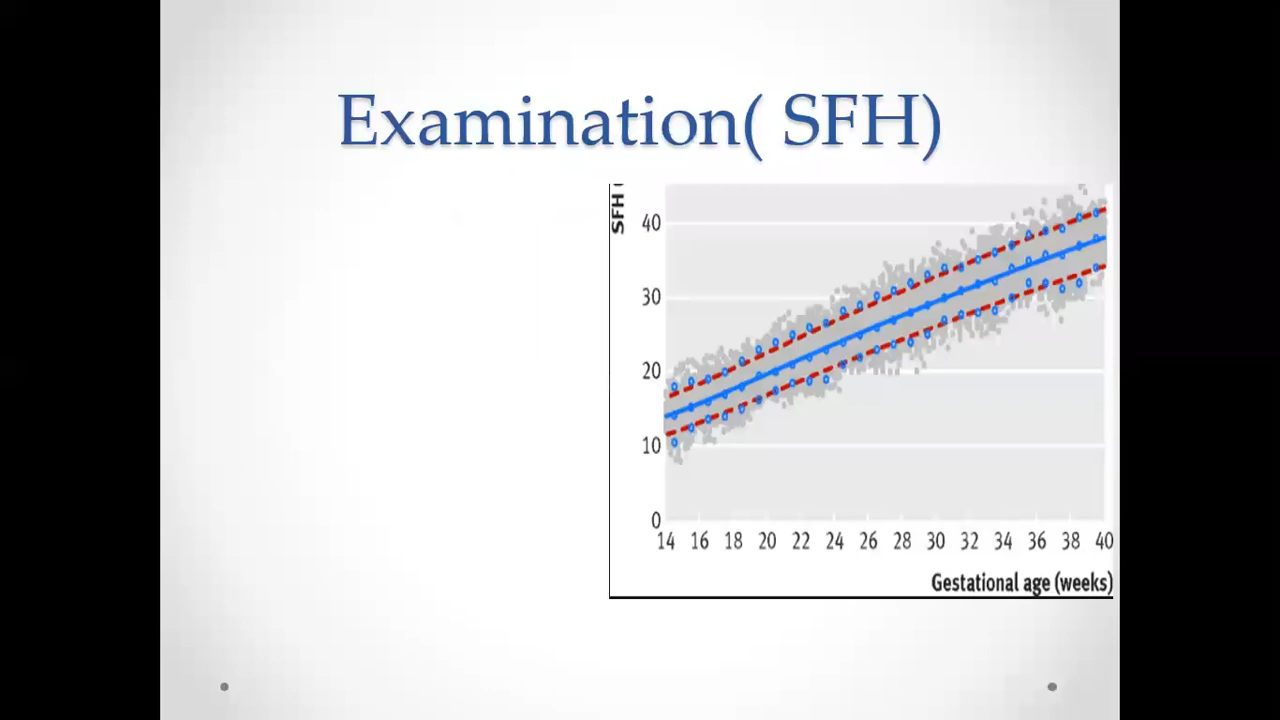 Examination( SFH)
SFH (
40
30
20
10
0
14 16 18 20 22 24 26 28 30 32 34 36 38 40
Gestational age (weeks)